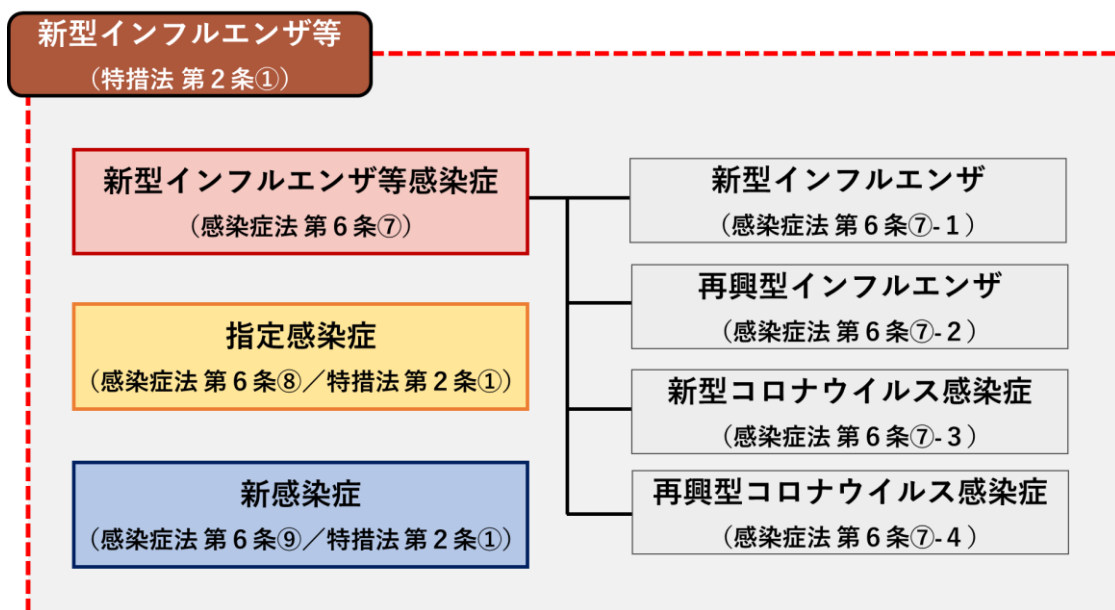 新型インフルエンザ等
（特措法 第２条①）
新型インフルエンザ等感染症
（感染症法 第６条⑦）
指定感染症
（感染症法 第６条⑧／特措法 第２条①）
新感染症
（感染症法 第６条⑨／特措法 第２条①）
新型インフルエンザ
（感染症法 第６条⑦-１）
再興型インフルエンザ
（感染症法 第６条⑦-２）
新型コロナウイルス感染症
（感染症法 第６条⑦-３）
再興型コロナウイルス感染症
（感染症法 第６条⑦-４）